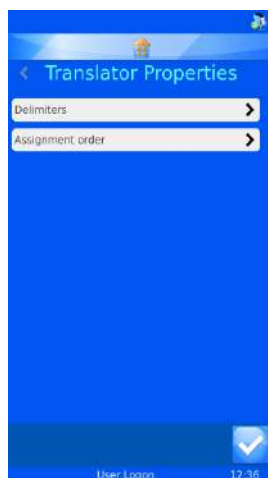 Translator Properties
Delimiters
Assignment order
User Logon
12:36